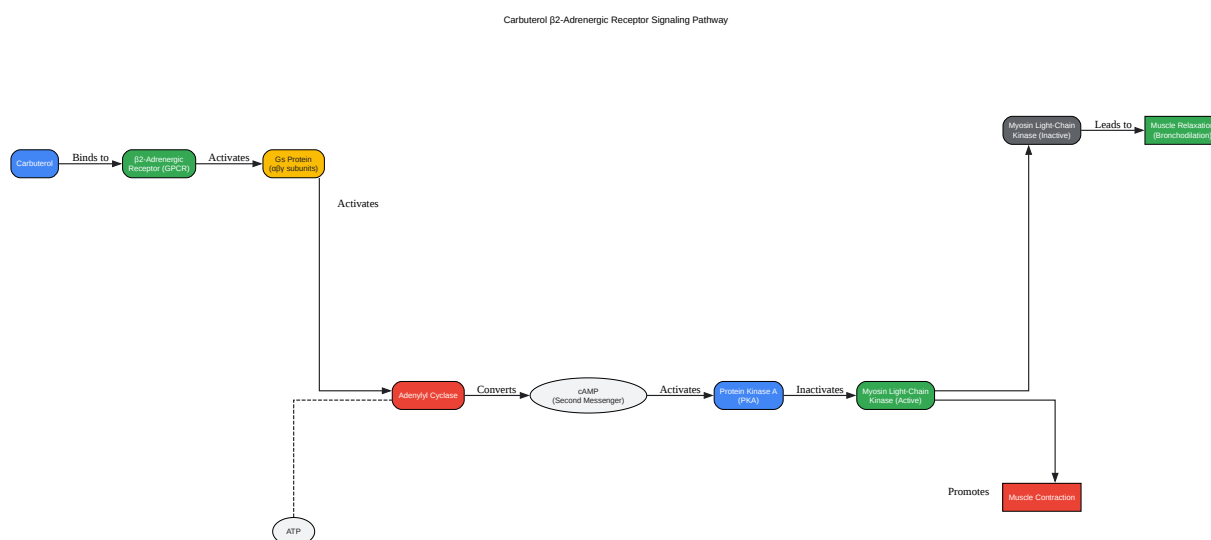 Carbuterol β2-Adrenergic Receptor Signaling Pathway
Myosin Light-Chain
Kinase (Inactive)
Leads to
Muscle Relaxation
(Bronchodilation)
Carbuterol
Binds to
β2-Adrenergic
Receptor (GPCR)
Activates
Gs Protein
(αβγ subunits)
Activates
Adenylyl Cyclase
Converts
cAMP
(Second Messenger)
Activates
Protein Kinase A
(PKA)
Inactivates
Myosin Light-Chain
Kinase (Active)
Promotes
Muscle Contraction
ATP